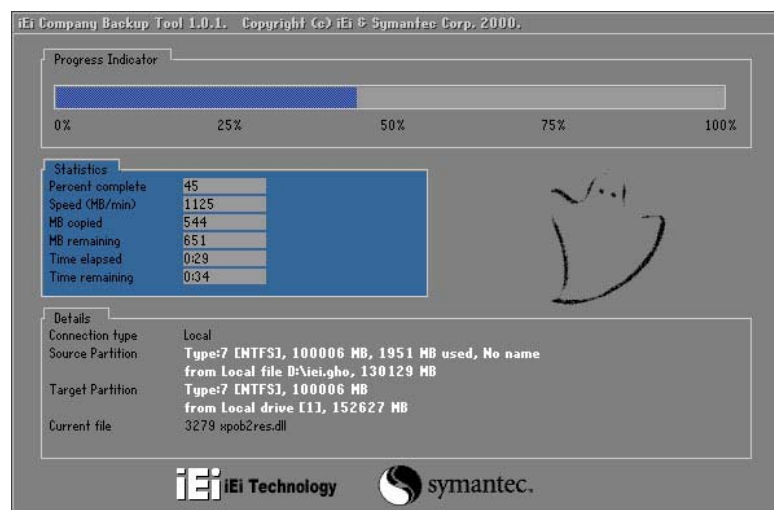 iEi Company Backup Tool 1.0.1. Copyright (c) iEi & Symantec Corp, 2000.
Progress Indicator
0% 25% 50% 75% 100%
Statistics
Percent complete 45
Speed (MB/min) 1125
MB copied 544
MB remaining 651
Time elapsed 0:29
Time remaining 0:34
Details
Connection type Local
Source Partition Type:7 [NTFS], 100006 MB, 1951 MB used, No name
from Local file D:\iei.gho, 130129 MB
Target Partition Type:7 [NTFS], 100006 MB
from Local drive [1], 152627 MB
Current file 3279 xpob2res.dll
iEi iEi Technology symantec.